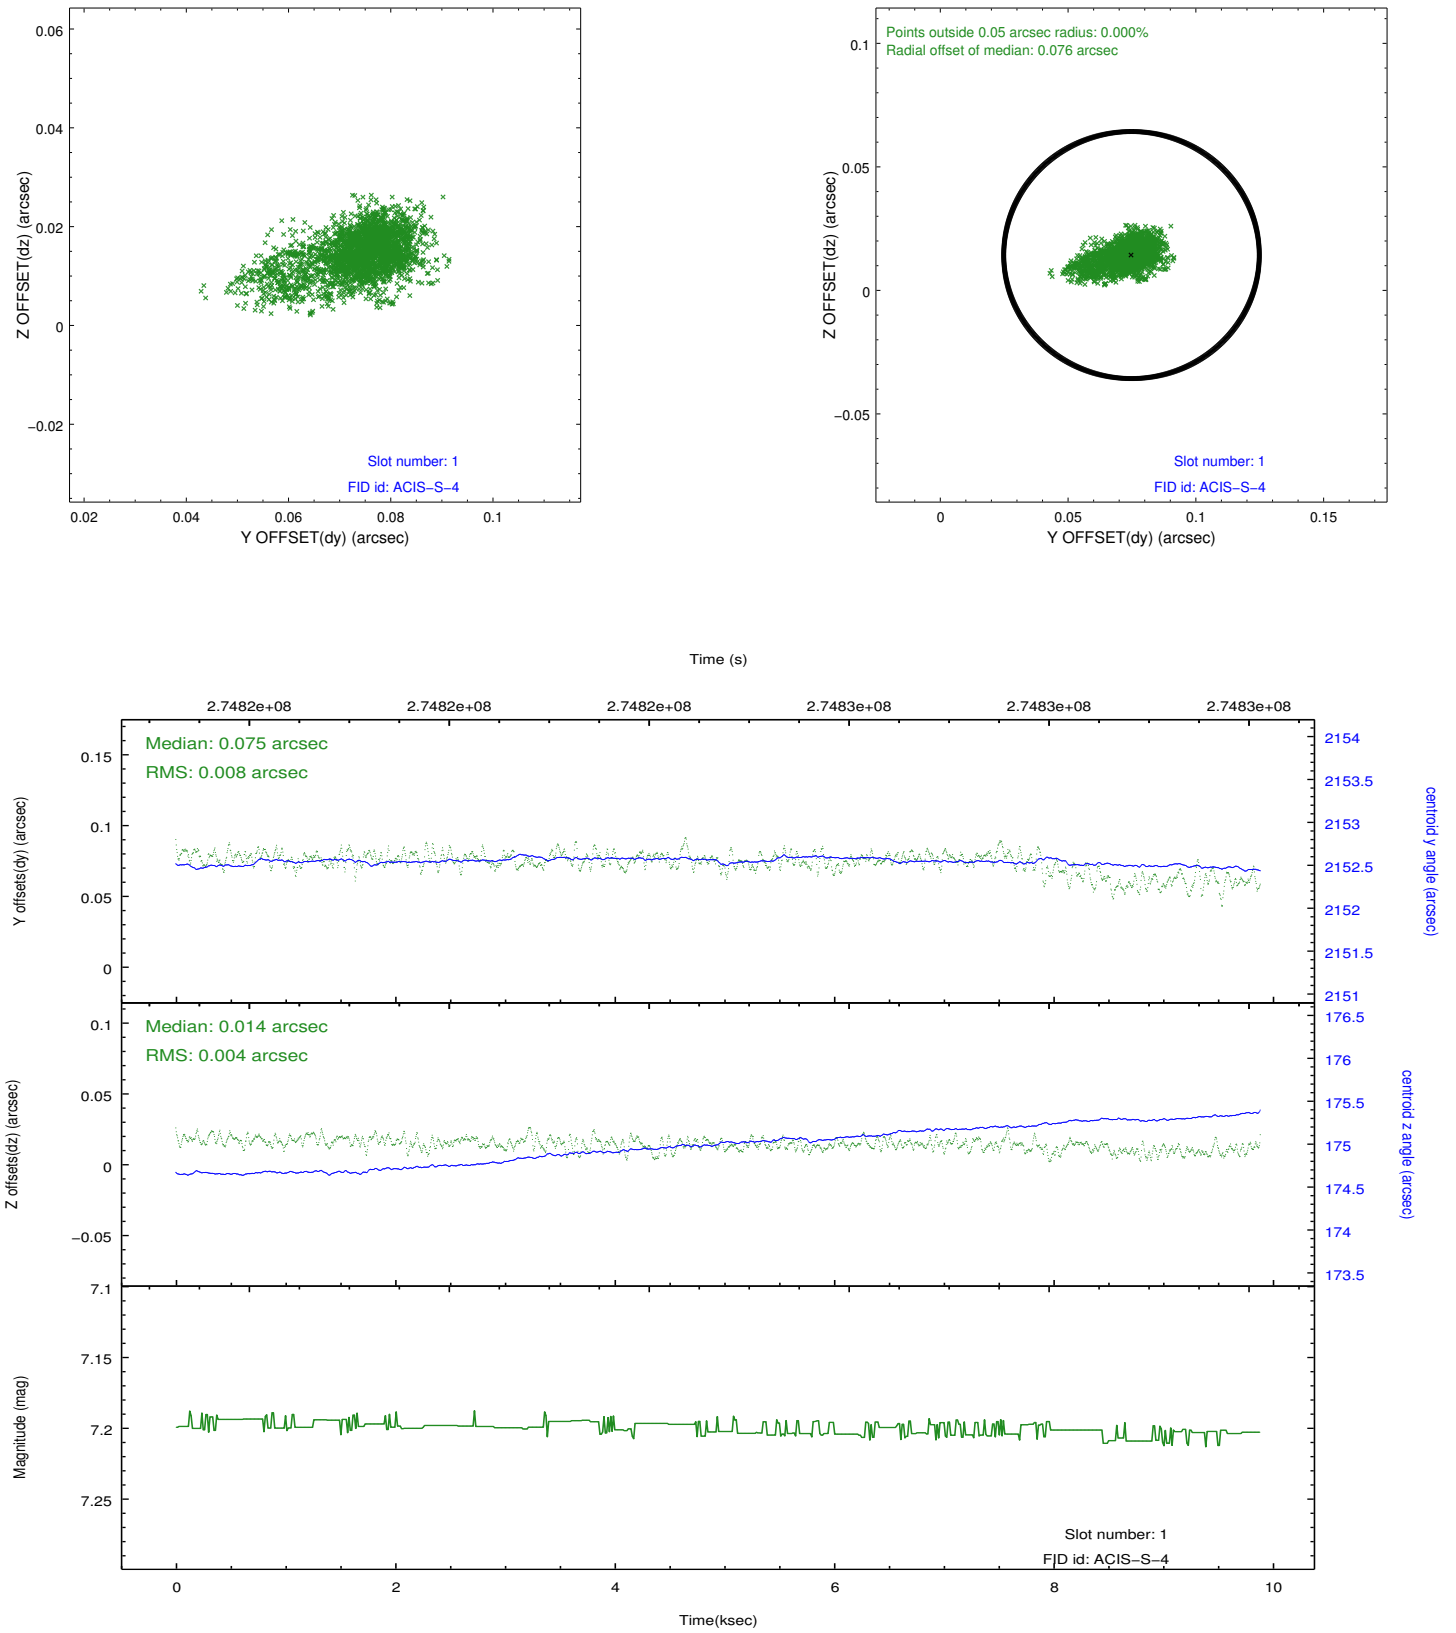 0.06
0.04
0.02
0
−0.02
Z OFFSET(dz) (arcsec)
Slot number: 1
FID id: ACIS−S−4
0.02 0.04 0.06 0.08 0.1
Y OFFSET(dy) (arcsec)
Points outside 0.05 arcsec radius: 0.000%
Radial offset of median: 0.076 arcsec
0.1
0.05
0
−0.05
Z OFFSET(dz) (arcsec)
Slot number: 1
FID id: ACIS−S−4
0 0.05 0.1 0.15
Y OFFSET(dy) (arcsec)
Time (s)
2.7482e+08 2.7482e+08 2.7482e+08 2.7483e+08 2.7483e+08 2.7483e+08
Median: 0.075 arcsec
RMS: 0.008 arcsec
0.15
0.1
0.05
0
Y offsets(dy) (arcsec)
2154
2153.5
2153
2152.5
2152
2151.5
2151
centroid y angle (arcsec)
Median: 0.014 arcsec
RMS: 0.004 arcsec
0.1
0.05
0
−0.05
Z offsets(dz) (arcsec)
176.5
176
175.5
175
174.5
174
173.5
centroid z angle (arcsec)
7.1
7.15
7.2
7.25
Magnitude (mag)
Slot number: 1
FID id: ACIS−S−4
0 2 4 6 8 10
Time(ksec)